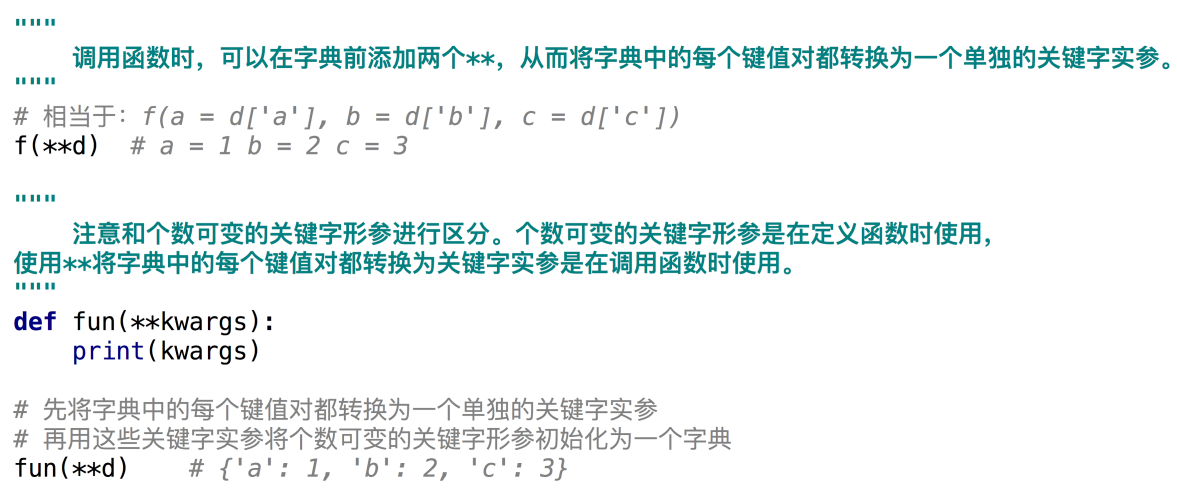 """
    调用函数时，可以在字典前添加两个**，从而将字典中的每个键值对都转换为一个单独的关键字实参。
"""
# 相当于：f(a = d['a'], b = d['b'], c = d['c'])
f(**d)  # a = 1 b = 2 c = 3

"""
    注意和个数可变的关键字形参进行区分。个数可变的关键字形参是在定义函数时使用，
使用**将字典中的每个键值对都转换为关键字实参是在调用函数时使用。
"""
def fun(**kwargs):
    print(kwargs)

# 先将字典中的每个键值对都转换为一个单独的关键字实参
# 再用这些关键字实参将个数可变的关键字形参初始化为一个字典
fun(**d)    # {'a': 1, 'b': 2, 'c': 3}